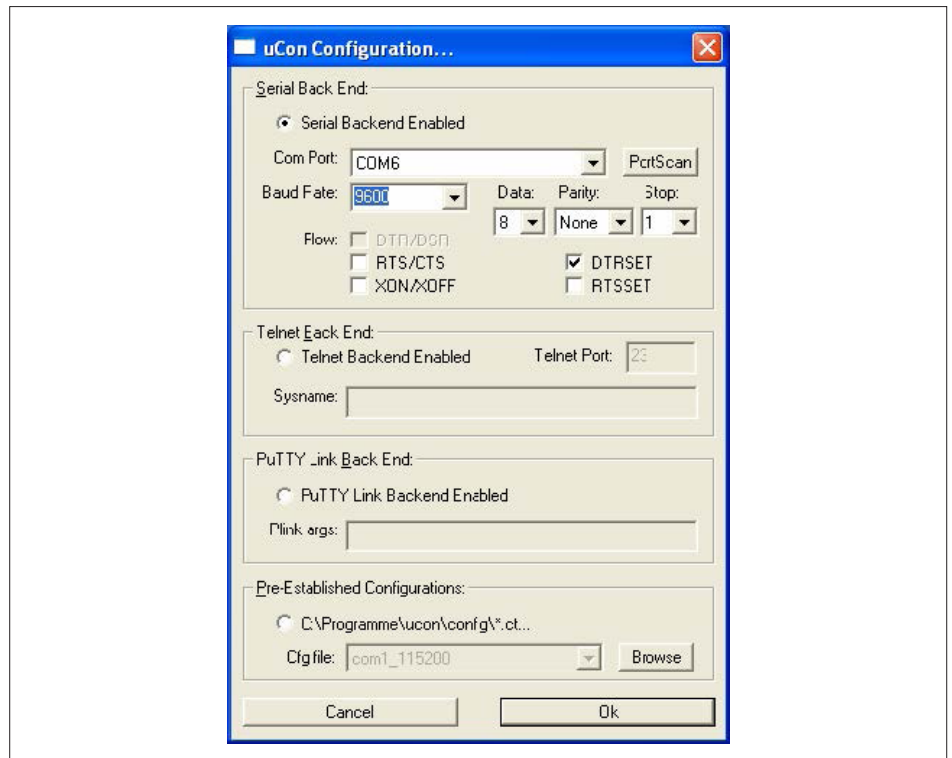 uCon Configuration...
Serial Back End:
Serial Backend Enabled
Com Port: COM6 PortScan
Baud Rate: 9600 Data: Parity: Stop:
8 None 1
Flow: DTR/DSR
RTS/CTS DTRSET
XON/XOFF RTSSET
Telnet Back End:
Telnet Backend Enabled Telnet Port: 23
Sysname:
PuTTY Link Back End:
PuTTY Link Backend Enabled
Plink args:
Pre-Established Configurations:
C:\Programme\ucon\confg\*.ct...
Cfg file: com1_115200 Browse
Cancel Ok